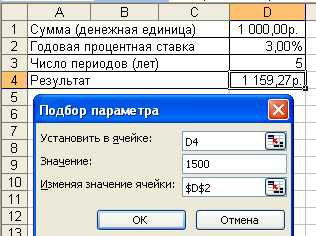 A B C D
1 Сумма (денежная единица) 1 000,00р.
2 Годовая процентная ставка 3,00%
3 Число периодов (лет) 5
4 Результат 1 159,27р.
5
6 Подбор параметра
7
8 Установить в ячейке: D4
9 Значение: 1500
10 Изменяя значение ячейки: $D$2
11
12 ОК Отмена
13